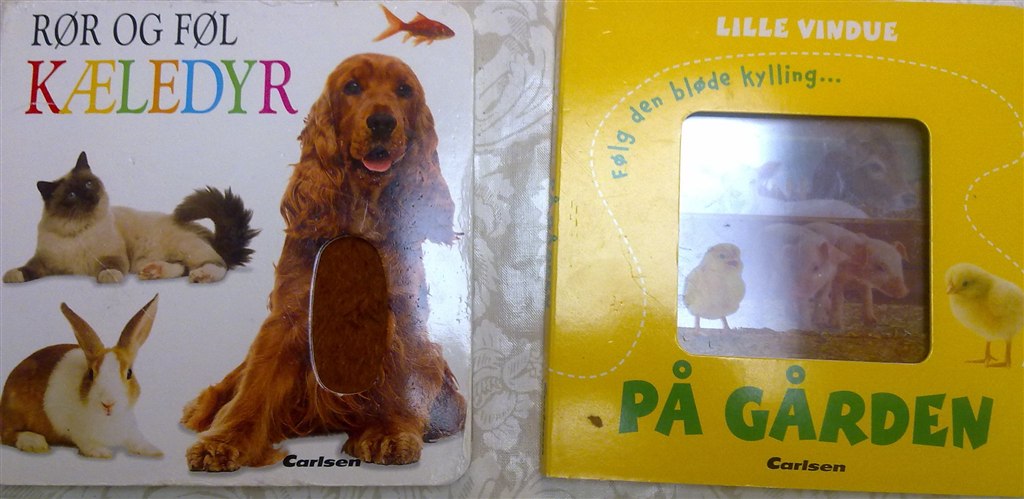 RØR OG FØL
KÆLEDYR
Carlsen
LILLE VINDUE
Følg den bløde kylling...
PÅ GÅRDEN
Carlsen